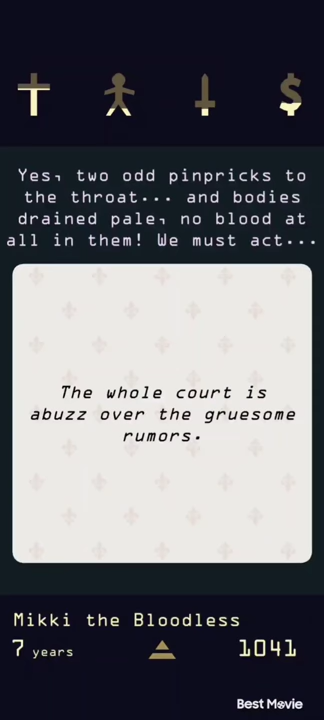 Yes, two odd pinpricks to
the throat... and bodies
drained pale, no blood at
all in them! We must act...
The whole court is
abuzz over the gruesome
rumors.
Mikki the Bloodless
7 years
1041
Best Movie